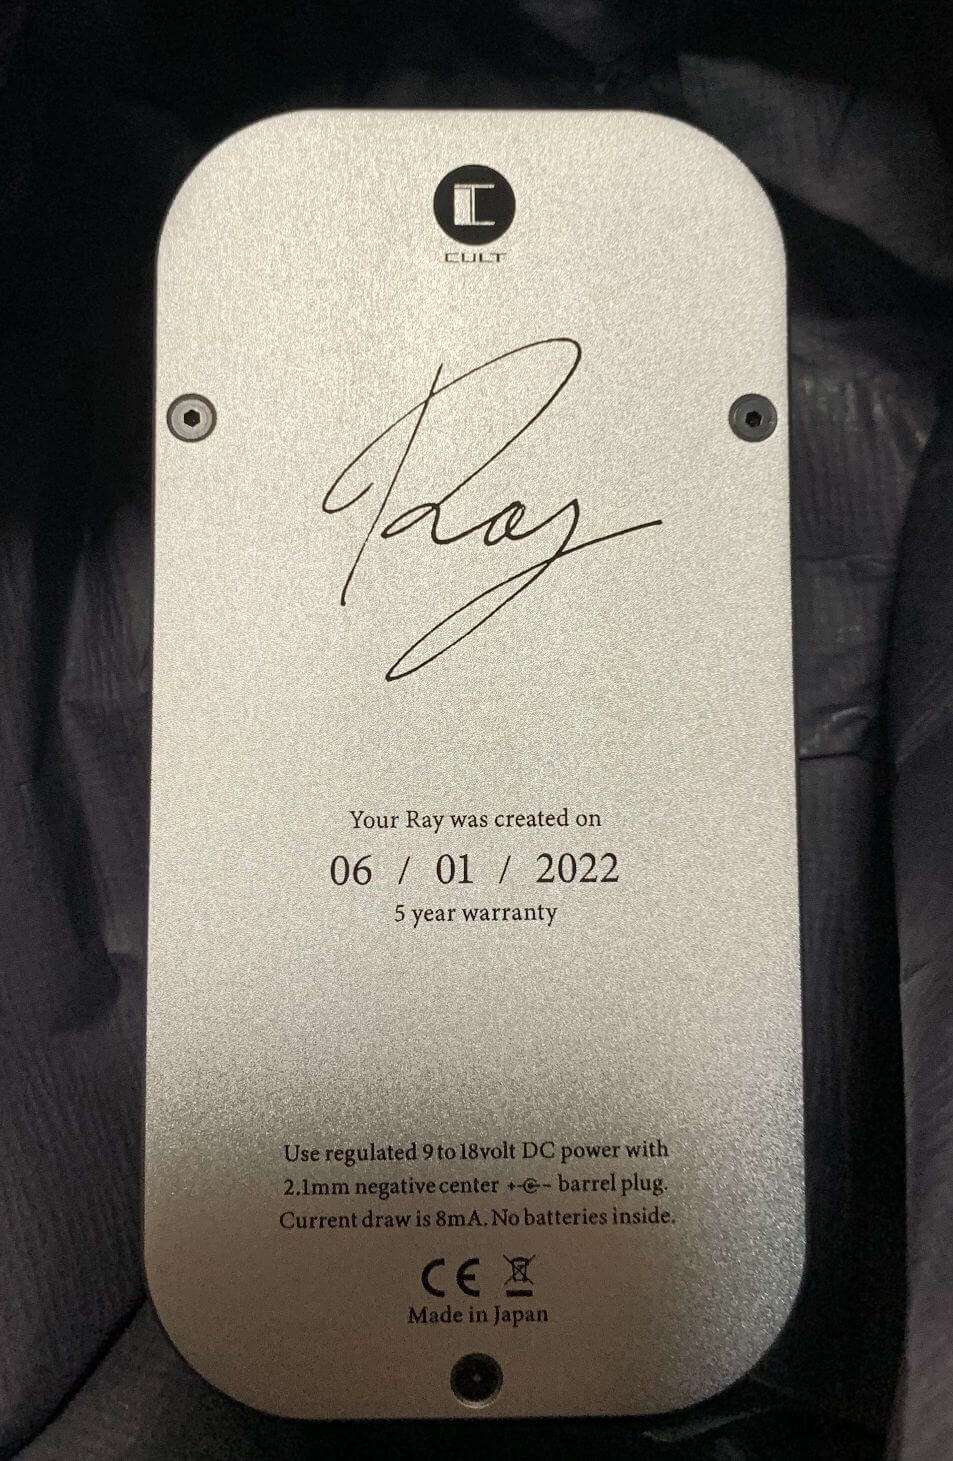 C
CULT
Ray
Your Ray was created on
06 / 01 / 2022
5 year warranty
Use regulated 9 to 18volt DC power with
2.1mm negative center +-C- barrel plug.
Current draw is 8mA. No batteries inside.
CE
Made in Japan